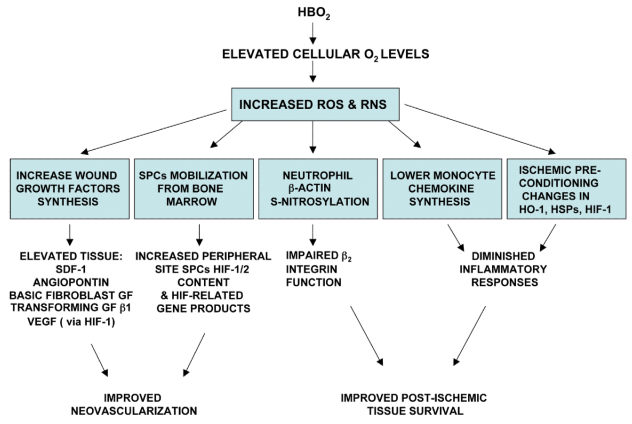 HBO₂
ELEVATED CELLULAR O₂ LEVELS
INCREASED ROS & RNS
INCREASE WOUND
GROWTH FACTORS
SYNTHESIS
SPCs MOBILIZATION
FROM BONE
MARROW
NEUTROPHIL
β-ACTIN
S-NITROSYLATION
LOWER MONOCYTE
CHEMOKINE
SYNTHESIS
ISCHEMIC PRE-
CONDITIONING
CHANGES IN
HO-1, HSPs, HIF-1
ELEVATED TISSUE:
SDF-1
ANGIOPONTIN
BASIC FIBROBLAST GF
TRANSFORMING GF β1
VEGF ( via HIF-1)
INCREASED PERIPHERAL
SITE SPCs HIF-1/2
CONTENT
& HIF-RELATED
GENE PRODUCTS
IMPAIRED β₂
INTEGRIN
FUNCTION
DIMINISHED
INFLAMMATORY
RESPONSES
IMPROVED
NEOVASCULARIZATION
IMPROVED POST-ISCHEMIC
TISSUE SURVIVAL